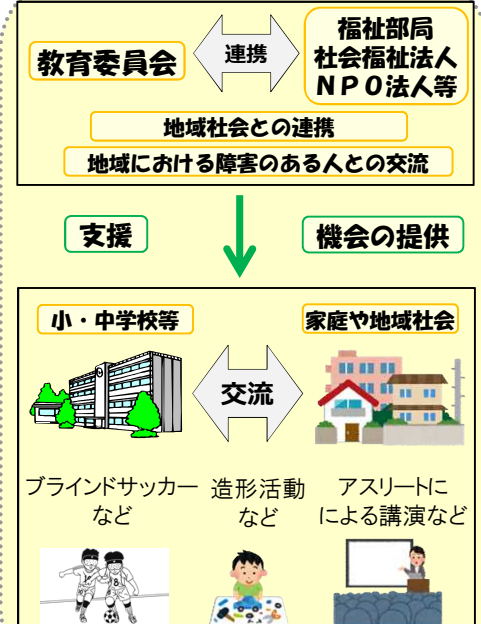 教育委員会
連携
福祉部局
社会福祉法人
ＮＰＯ法人等
地域社会との連携
地域における障害のある人との交流
支援
機会の提供
小・中学校等
家庭や地域社会
交流
ブラインドサッカー
など
造形活動
など
アスリートに
による講演など